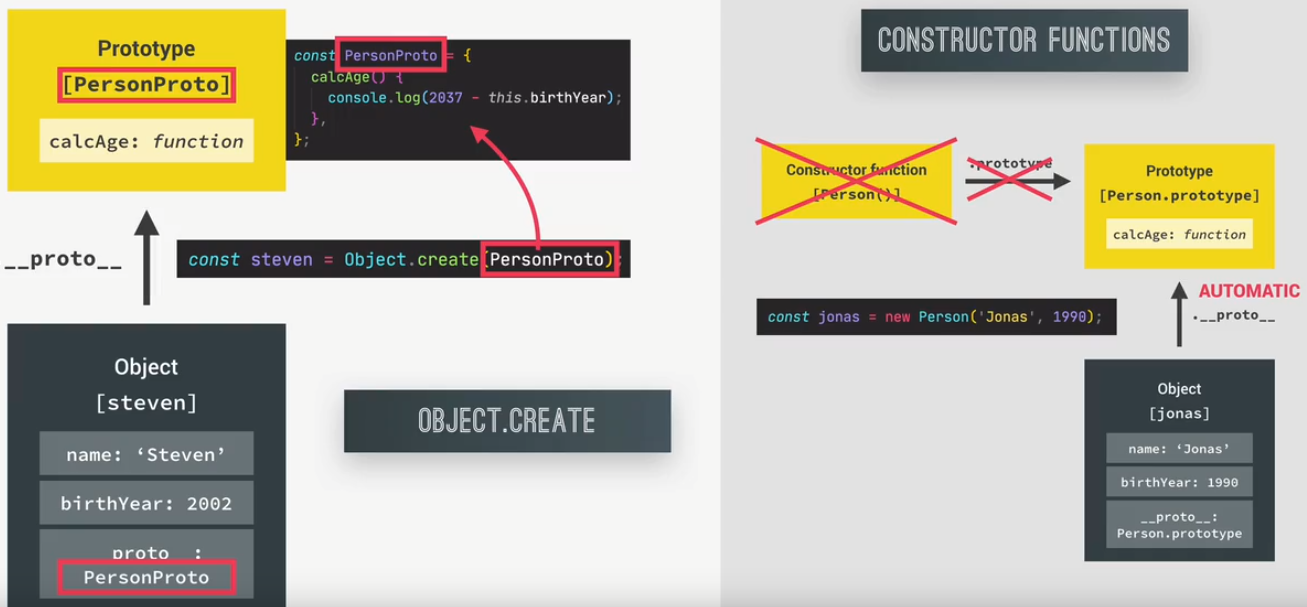 Prototype
[PersonProto]
calcAge: function
const PersonProto = {
calcAge() {
console.log(2037 - this.birthYear);
},
};
__proto__
const steven = Object.create(PersonProto);
Object
[steven]
name: ‘Steven’
birthYear: 2002
__proto__:
PersonProto
OBJECT.CREATE
CONSTRUCTOR FUNCTIONS
Constructor function
[Person()]
.prototype
Prototype
[Person.prototype]
calcAge: function
AUTOMATIC
.__proto__
const jonas = new Person('Jonas', 1990);
Object
[jonas]
name: ‘Jonas’
birthYear: 1990
__proto__:
Person.prototype